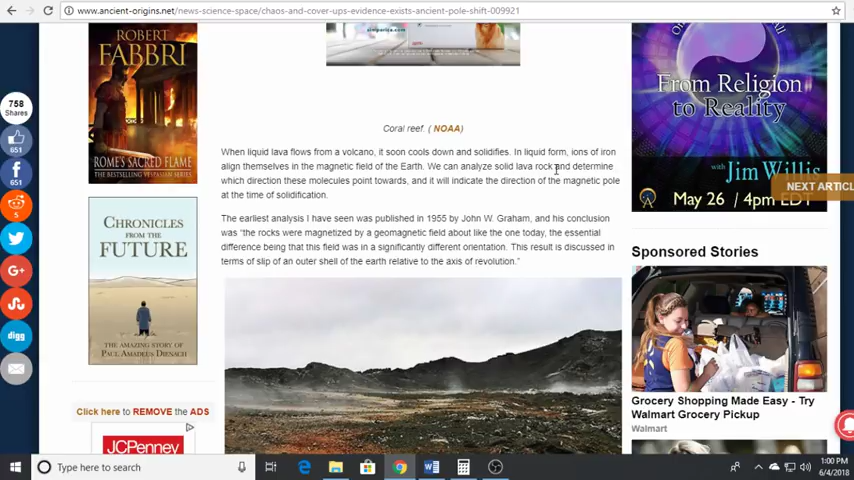 www.ancient-origins.net/news-science-space/chaos-and-cover-ups-evidence-exists-ancient-pole-shift-009921
ROBERT
FABBRI
ROME'S SACRED FLAME
THE BESTSELLING VESPASIAN SERIES
simparica.com
From Religion
to Reality
with Jim Willis
May 26 / 4pm EDT
NEXT ARTICL
758
Shares
651
651
5
digg
Coral reef. ( NOAA)
When liquid lava flows from a volcano, it soon cools down and solidifies. In liquid form, ions of iron
align themselves in the magnetic field of the Earth. We can analyze solid lava rock and determine
which direction these molecules point towards, and it will indicate the direction of the magnetic pole
at the time of solidification.
The earliest analysis I have seen was published in 1955 by John W. Graham, and his conclusion
was “the rocks were magnetized by a geomagnetic field about like the one today, the essential
difference being that this field was in a significantly different orientation. This result is discussed in
terms of slip of an outer shell of the earth relative to the axis of revolution.”
CHRONICLES
FROM THE
FUTURE
THE AMAZING STORY OF
PAUL AMADEUS DIENACH
Click here to REMOVE the ADS
JCPenney
Sponsored Stories
Grocery Shopping Made Easy - Try
Walmart Grocery Pickup
Walmart
Type here to search
1:00 PM
6/4/2018